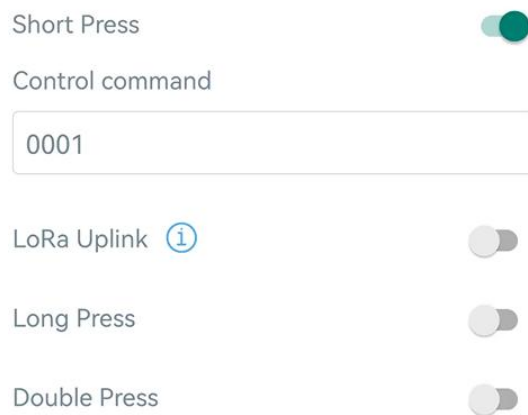 Short Press
Control command
0001
LoRa Uplink
Long Press
Double Press